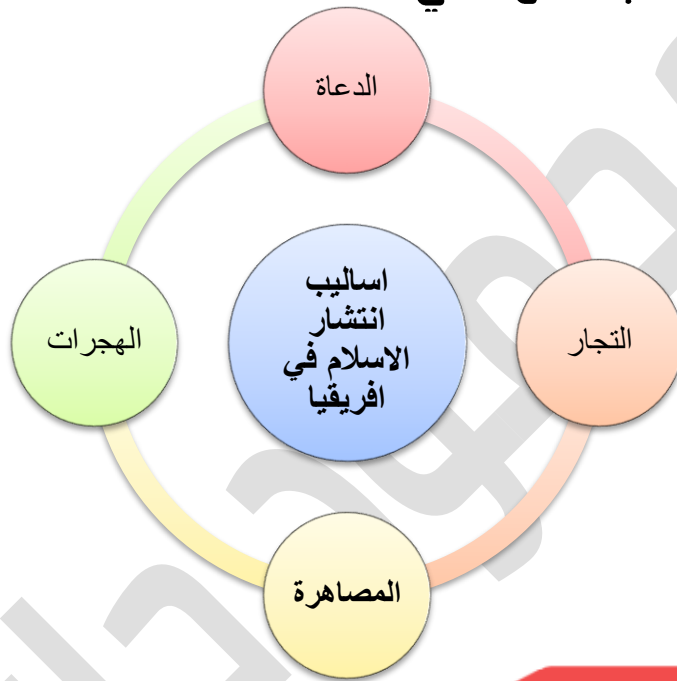 الدعاة
اساليب
انتشار
الاسلام في
افريقيا
التجار
الهجرات
المصاهرة